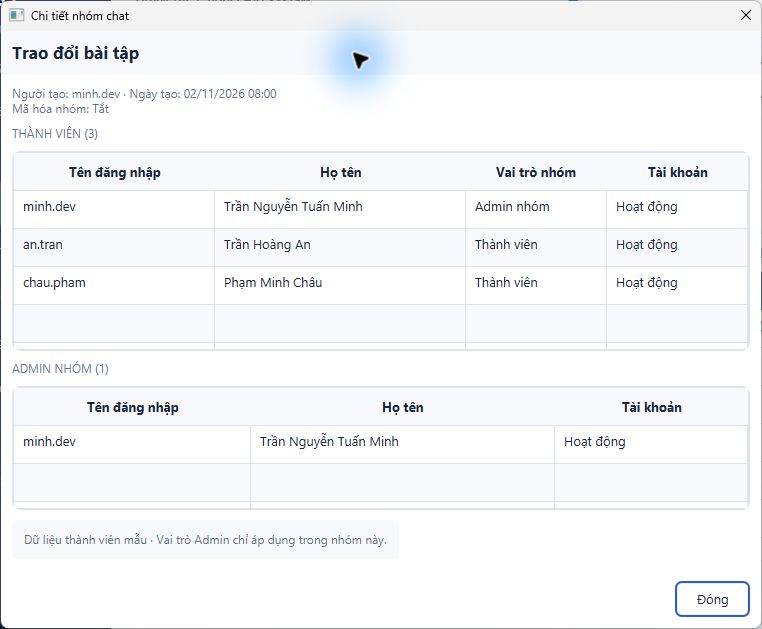 Chi tiết nhóm chat
Trao đổi bài tập
Người tạo: minh.dev · Ngày tạo: 02/11/2026 08:00
Mã hóa nhóm: Tắt
THÀNH VIÊN (3)
Tên đăng nhập Họ tên Vai trò nhóm Tài khoản
minh.dev Trần Nguyễn Tuấn Minh Admin nhóm Hoạt động
an.tran Trần Hoàng An Thành viên Hoạt động
chau.pham Phạm Minh Châu Thành viên Hoạt động
ADMIN NHÓM (1)
Tên đăng nhập Họ tên Tài khoản
minh.dev Trần Nguyễn Tuấn Minh Hoạt động
Dữ liệu thành viên mẫu · Vai trò Admin chỉ áp dụng trong nhóm này.
Đóng